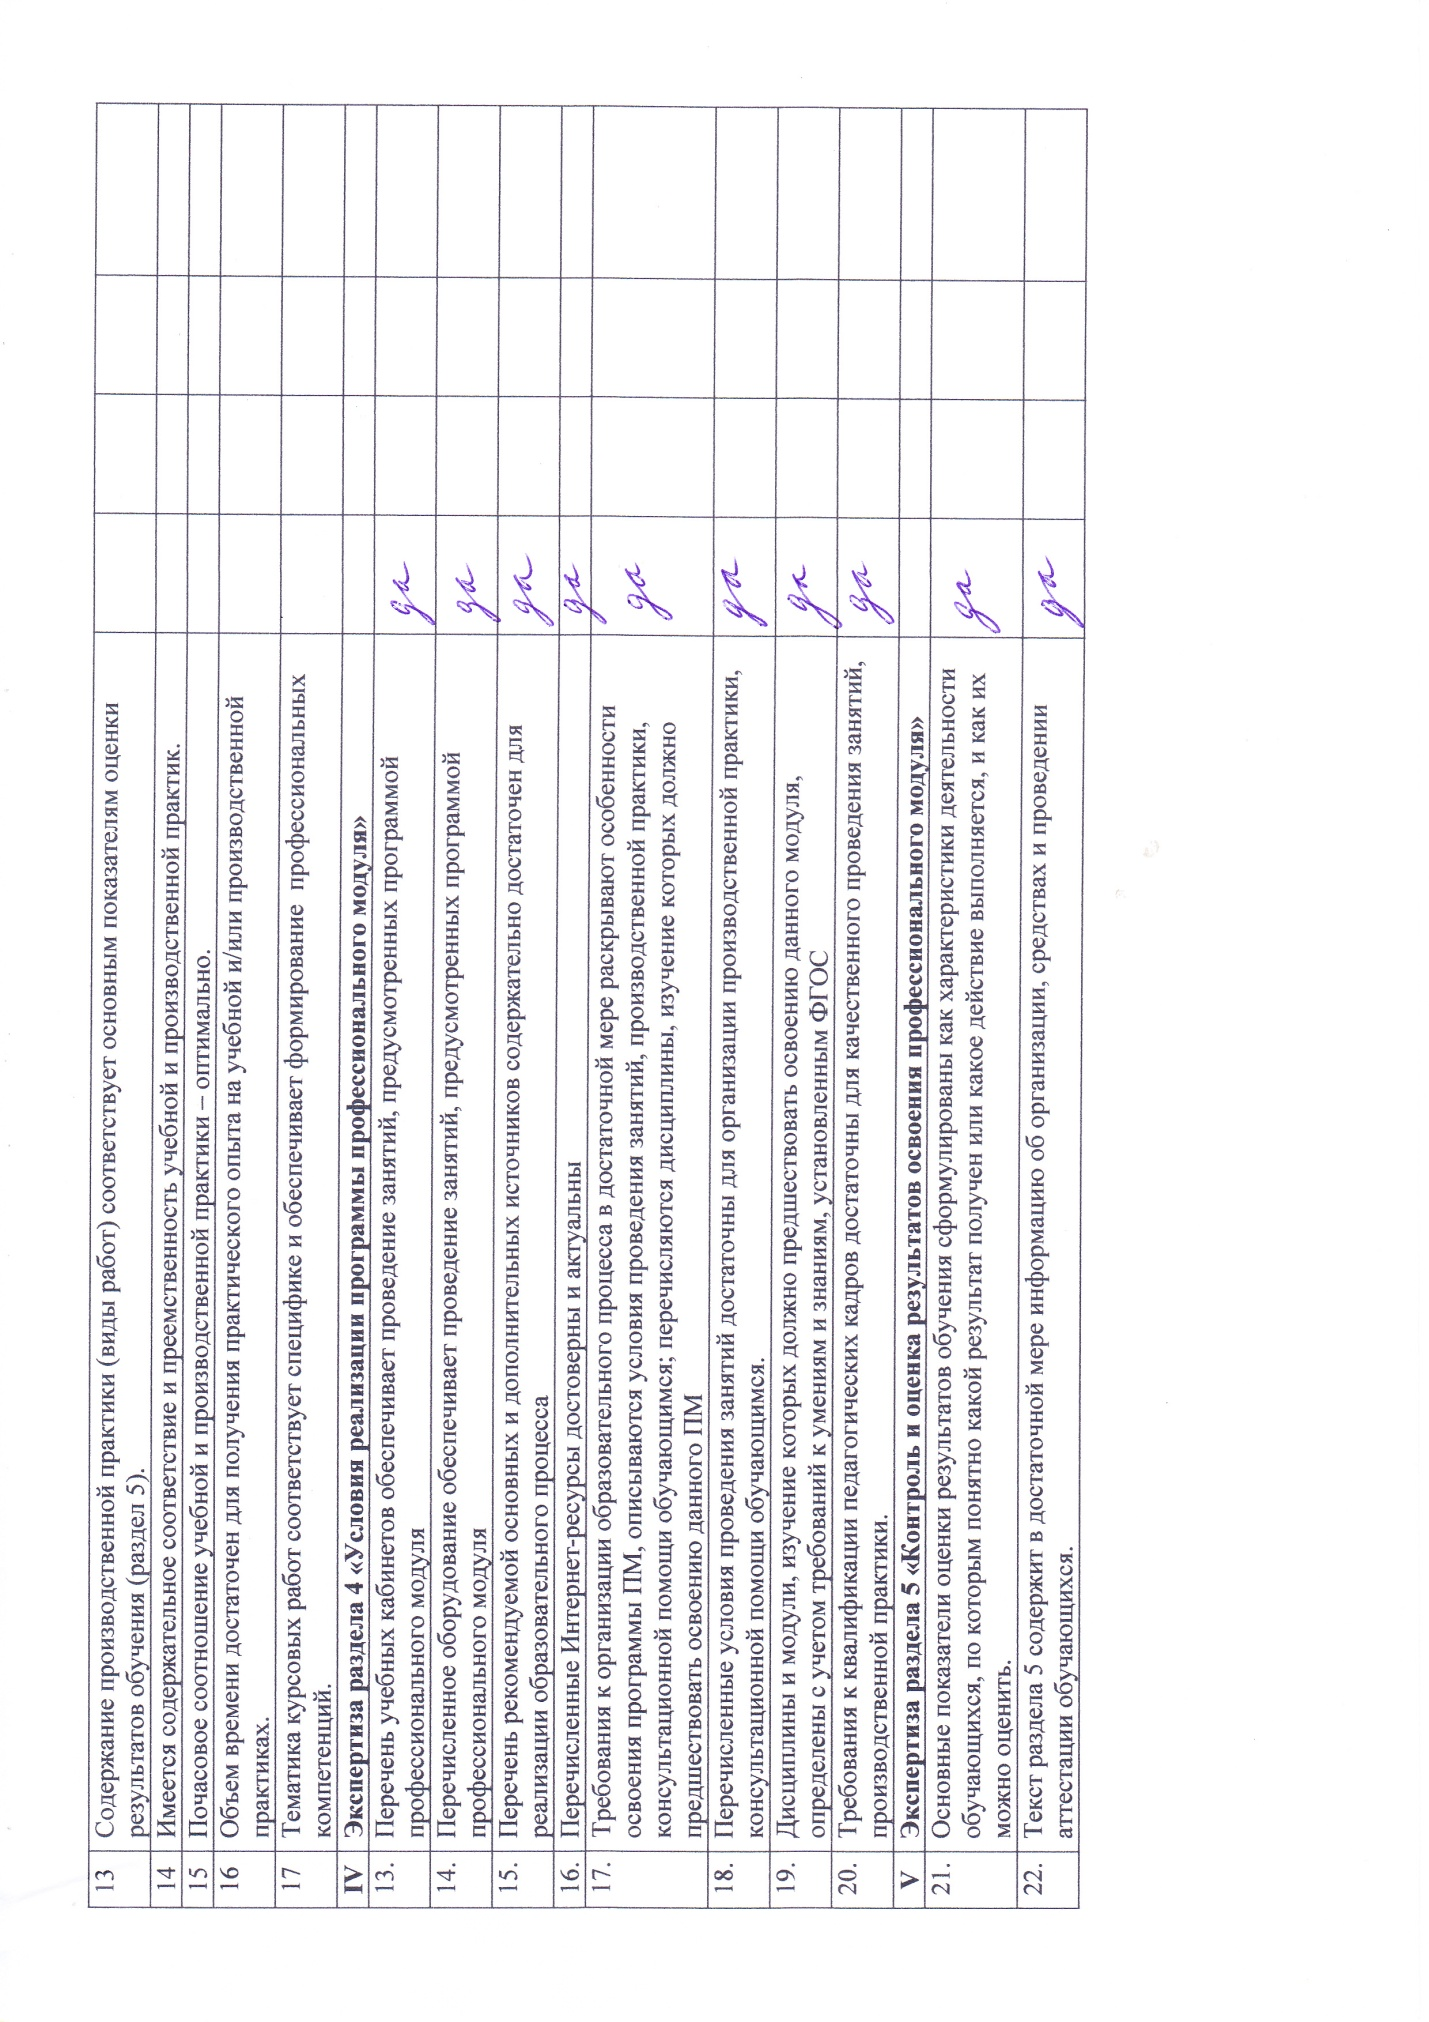 13 Содержание производственной практики (виды работ) соответствует основным показателям оценки
результатов обучения (раздел 5).
14 Имеется содержательное соответствие и преемственность учебной и производственной практик.
15 Почасовое соотношение учебной и производственной практики – оптимально.
16 Объем времени достаточен для получения практического опыта на учебной и/или производственной
практиках.
17 Тематика курсовых работ соответствует специфике и обеспечивает формирование профессиональных
компетенций.
IV Экспертиза раздела 4 «Условия реализации программы профессионального модуля»
13. Перечень учебных кабинетов обеспечивает проведение занятий, предусмотренных программой да
профессионального модуля
14. Перечисленное оборудование обеспечивает проведение занятий, предусмотренных программой да
профессионального модуля
15. Перечень рекомендуемой основных и дополнительных источников содержательно достаточен для да
реализации образовательного процесса
16. Перечисленные Интернет-ресурсы достоверны и актуальны да
17. Требования к организации образовательного процесса в достаточной мере раскрывают особенности да
освоения программы ПМ, описываются условия проведения занятий, производственной практики,
консультационной помощи обучающимся; перечисляются дисциплины, изучение которых должно
предшествовать освоению данного ПМ
18. Перечисленные условия проведения занятий достаточны для организации производственной практики, да
консультационной помощи обучающимся.
19. Дисциплины и модули, изучение которых должно предшествовать освоению данного модуля, да
определены с учетом требований к умениям и знаниям, установленным ФГОС
20. Требования к квалификации педагогических кадров достаточны для качественного проведения занятий, да
производственной практики.
V Экспертиза раздела 5 «Контроль и оценка результатов освоения профессионального модуля»
21. Основные показатели оценки результатов обучения сформулированы как характеристики деятельности да
обучающихся, по которым понятно какой результат получен или какое действие выполняется, и как их
можно оценить.
22. Текст раздела 5 содержит в достаточной мере информацию об организации, средствах и проведении да
аттестации обучающихся.